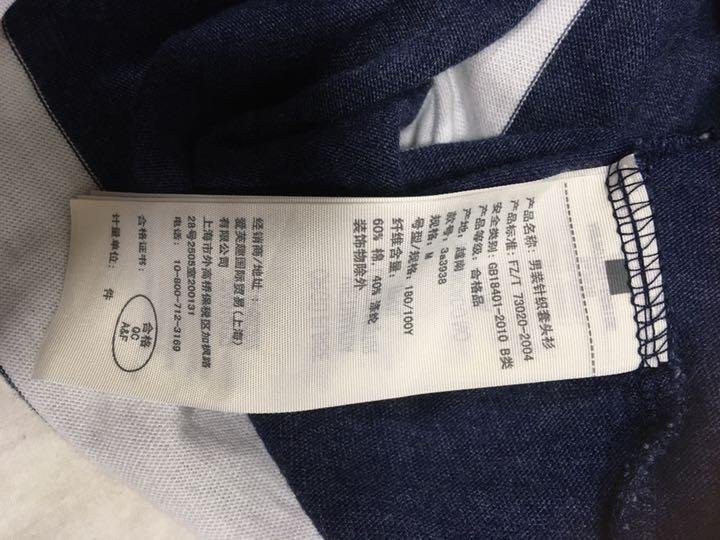 产品名称: 男装针织套头衫
产品标准: FZ/T 73020-2004
安全类别: GB18401-2010 B类
产品等级: 合格品
产地: 越南
款号: 3a3938
规格: M
号型/规格: 180/100Y
纤维含量:
60% 棉, 40% 涤纶
装饰物除外
经销商/地址 :
爱芙建国际贸易(上海)
有限公司
上海市外高桥保税区加枫路
28号2505室200131
电话: 10-800-712-3169
合格证书:
合格
QC
A&F
计量单位: 件